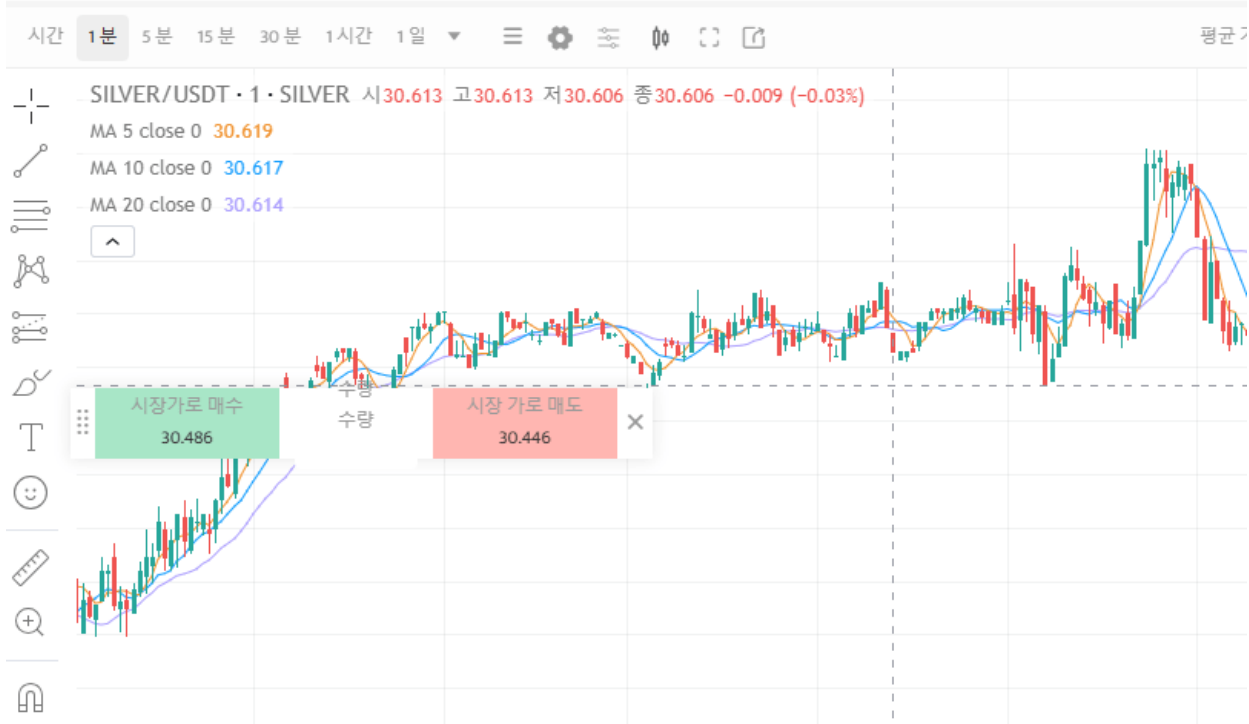 시간 1분 5분 15분 30분 1시간 1일 평균
SILVER/USDT · 1 · SILVER 시30.613 고30.613 저30.606 종30.606 −0.009 (−0.03%)
MA 5 close 0 30.619
MA 10 close 0 30.617
MA 20 close 0 30.614
시장가로 매수 수량 시장 가로 매도
30.486 수량 30.446